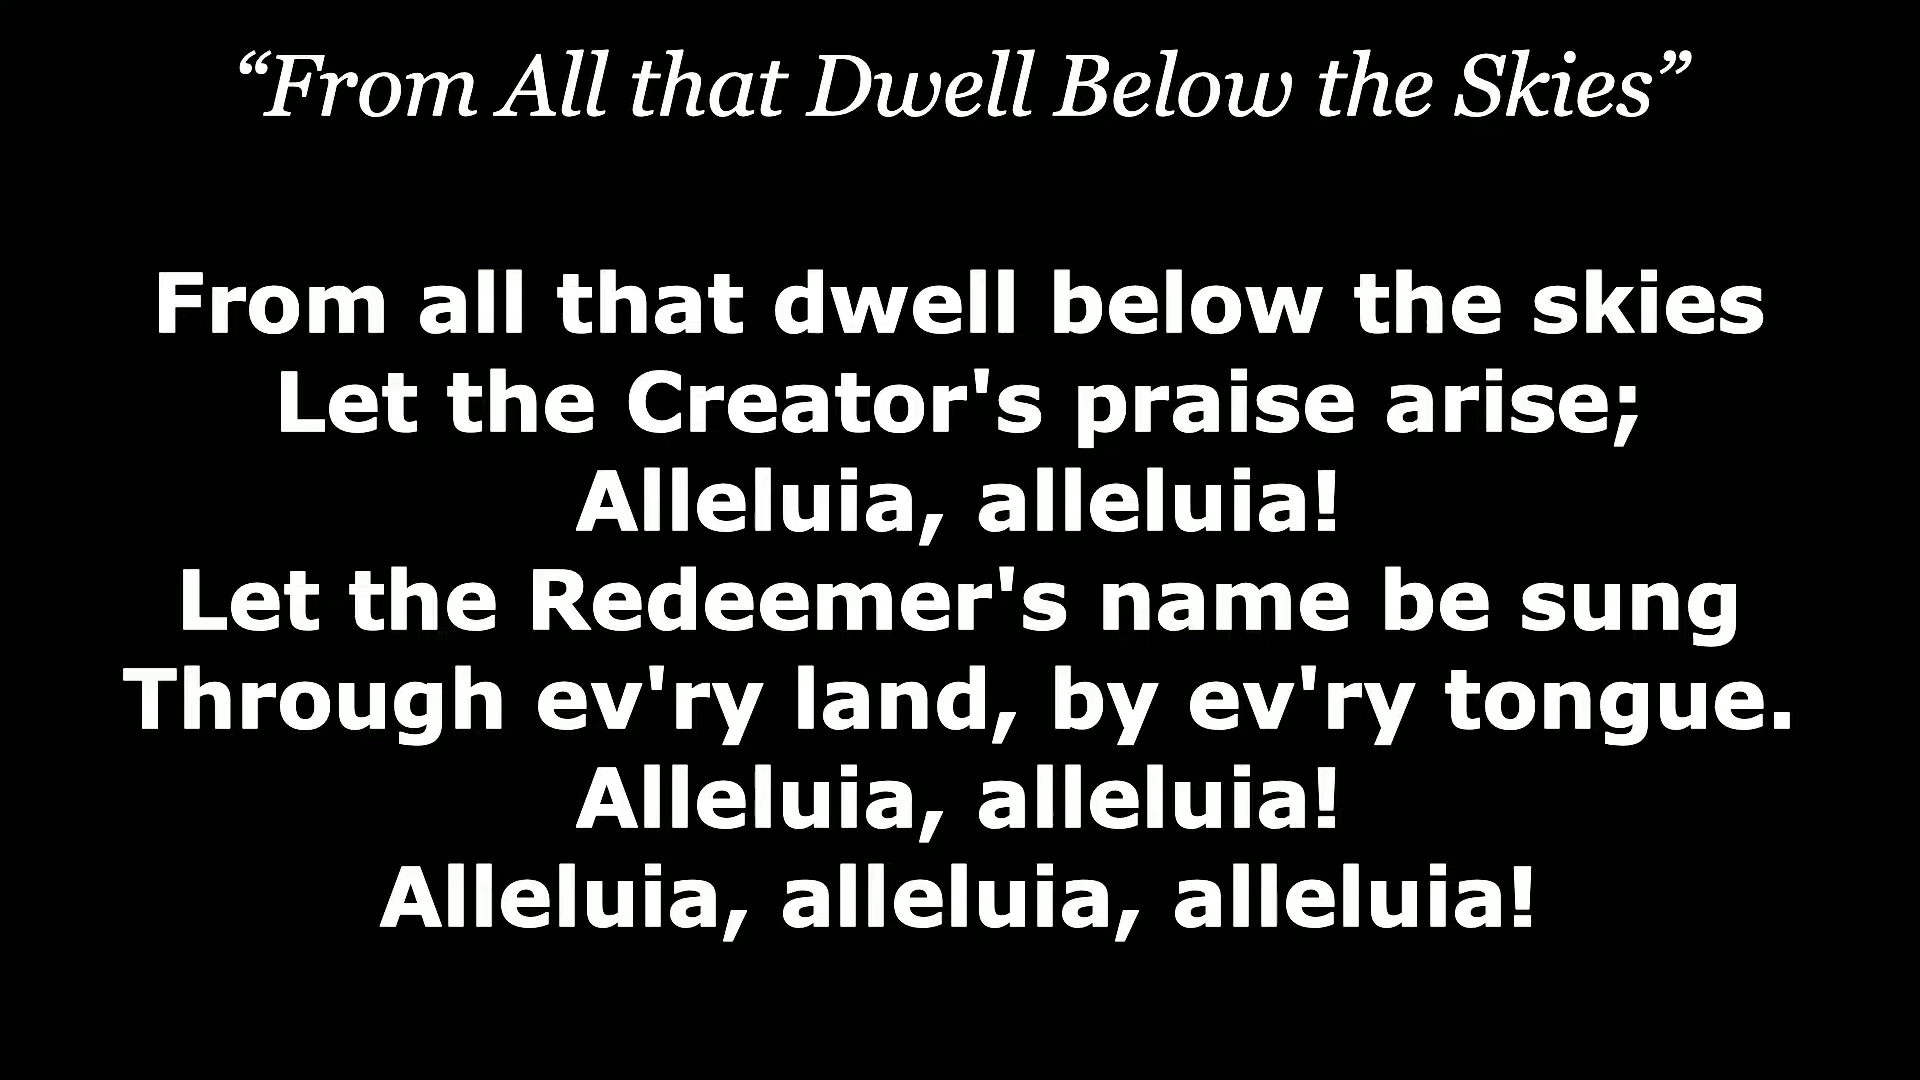 “From All that Dwell Below the Skies”
From all that dwell below the skies
Let the Creator's praise arise;
Alleluia, alleluia!
Let the Redeemer's name be sung
Through ev'ry land, by ev'ry tongue.
Alleluia, alleluia!
Alleluia, alleluia, alleluia!